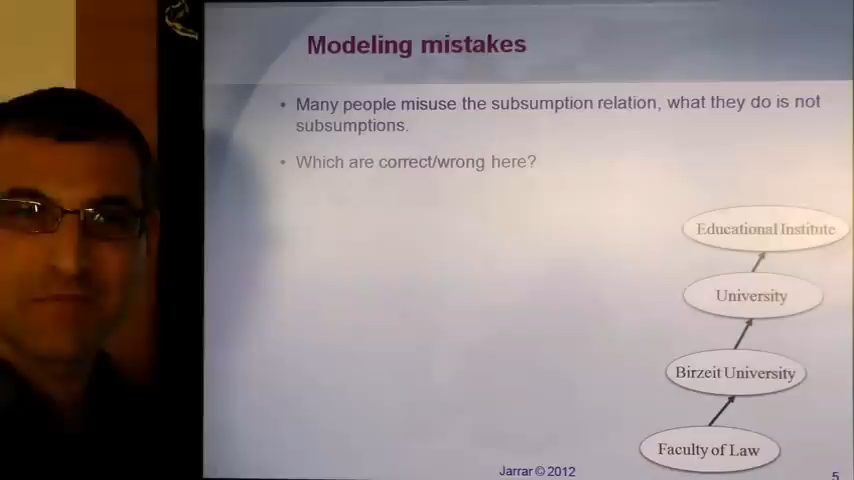 Modeling mistakes
• Many people misuse the subsumption relation, what they do is not
subsumptions.
• Which are correct/wrong here?
Educational Institute
University
Birzeit University
Faculty of Law
Jarrar © 2012
5